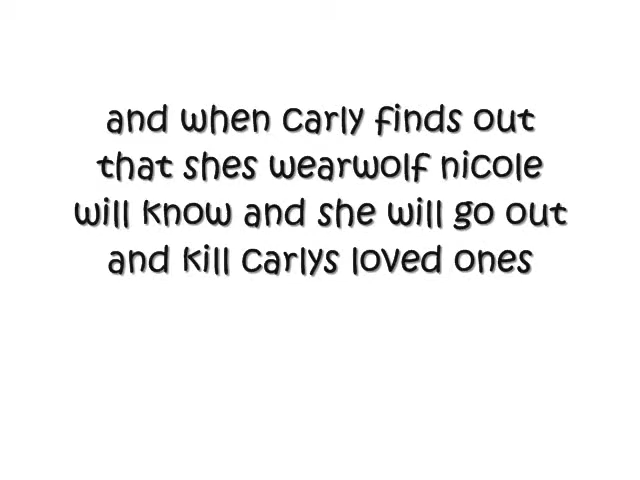 and when carly finds out
that shes wearwolf nicole
will know and she will go out
and kill carlys loved ones